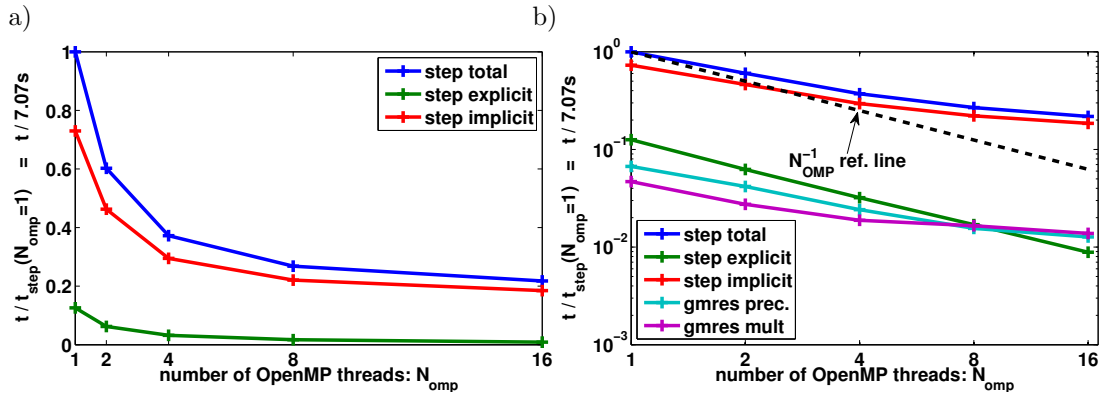 a)
t / t_step(N_omp=1) = t / 7.07s
1
0.8
0.6
0.4
0.2
0
step total
step explicit
step implicit
1 2 4 8 16
number of OpenMP threads: N_omp
b)
t / t_step(N_omp=1) = t / 7.07s
10^0
10^−1
10^−2
10^−3
N_OMP^−1 ref. line
step total
step explicit
step implicit
gmres prec.
gmres mult
1 2 4 8 16
number of OpenMP threads: N_omp